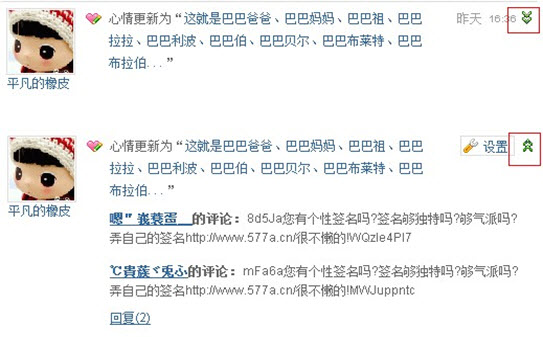 心情更新为“这就是巴巴爸爸、巴巴妈妈、巴巴祖、巴巴 昨天 16:36
拉拉、巴巴利波、巴巴伯、巴巴贝尔、巴巴布莱特、巴巴
布拉伯...”
平凡的橡皮
心情更新为“这就是巴巴爸爸、巴巴妈妈、巴巴祖、巴巴 设置
拉拉、巴巴利波、巴巴伯、巴巴贝尔、巴巴布莱特、巴巴
布拉伯...”
平凡的橡皮
嗯"嶶蓑蛋__的评论：8d5Ja您有个性签名吗?签名够独特吗?够气派吗?
弄自己的签名http://www.577a.cn/很不懒的!WQzle4Pl7
℃貴蔟ヾ兎ふ的评论：mFa6a您有个性签名吗?签名够独特吗?够气派吗?
弄自己的签名http://www.577a.cn/很不懒的!MWJuppntc
回复(2)